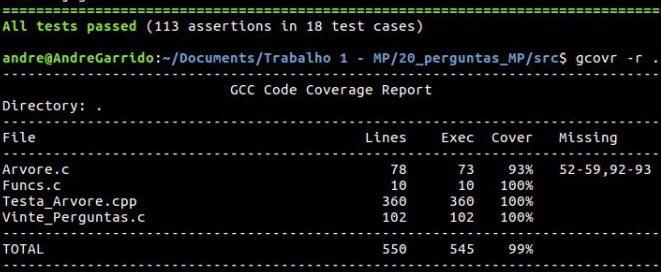 All tests passed (113 assertions in 18 test cases)
andre@AndreGarrido:~/Documents/Trabalho 1 - MP/20_perguntas_MP/src$ gcovr -r .
GCC Code Coverage Report
Directory: .
File Lines Exec Cover Missing
Arvore.c 78 73 93% 52-59,92-93
Funcs.c 10 10 100%
Testa_Arvore.cpp 360 360 100%
Vinte_Perguntas.c 102 102 100%
TOTAL 550 545 99%